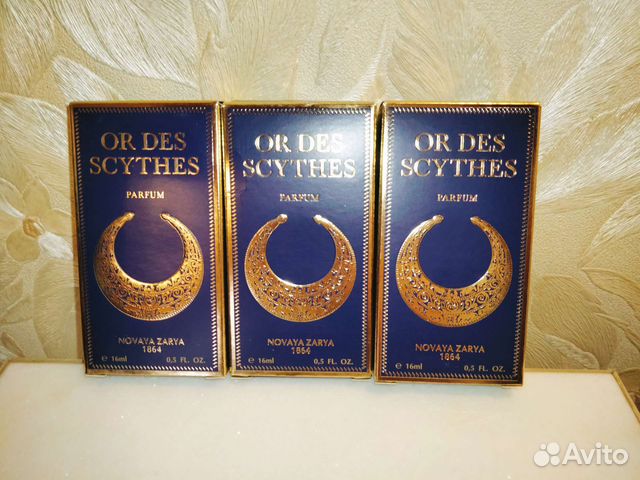 OR DES
SCYTHES
PARFUM
NOVAYA ZARYA
1864
e 16ml 0,5 FL. OZ.
OR DES
SCYTHES
PARFUM
NOVAYA ZARYA
1864
e 16ml 0,5 FL. OZ.
OR DES
SCYTHES
PARFUM
NOVAYA ZARYA
1864
e 16ml 0,5 FL. OZ.
Avito